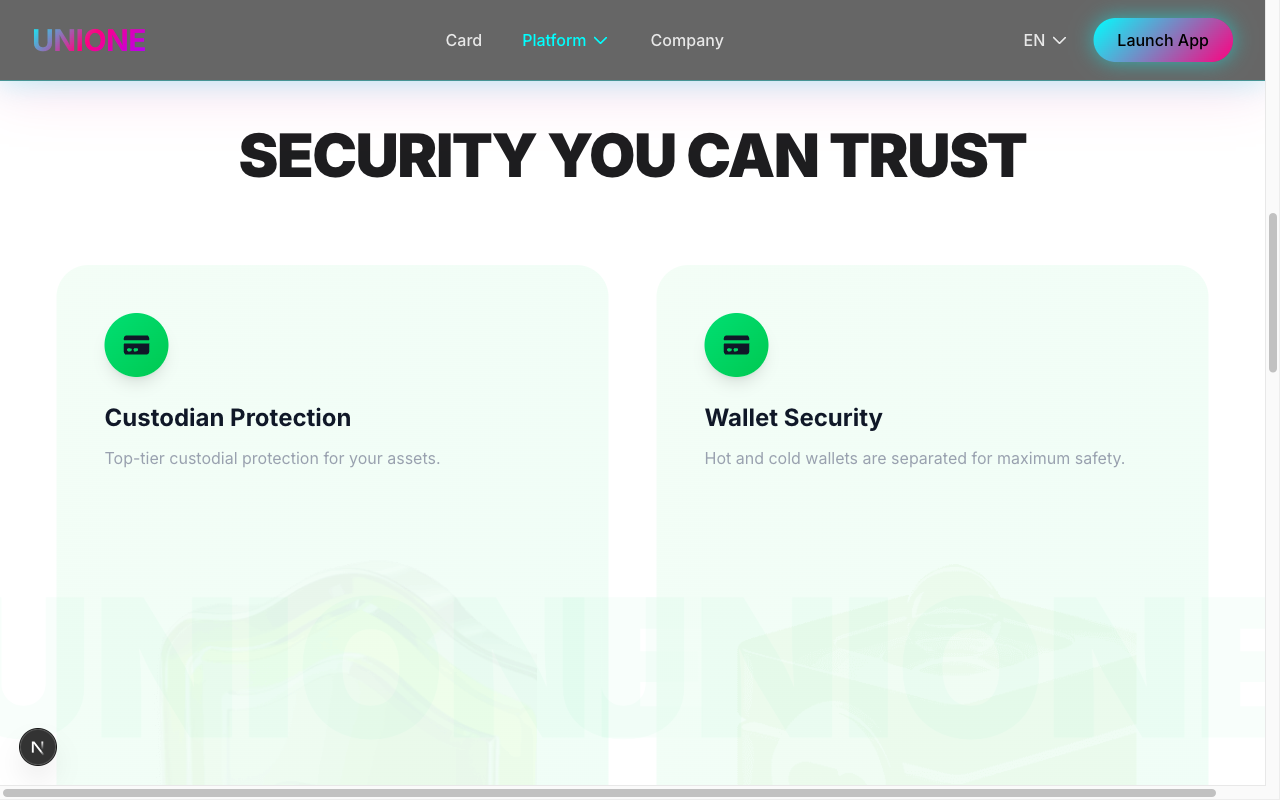 UNIONE
Card
Platform
Company
EN
Launch App
SECURITY YOU CAN TRUST
Custodian Protection
Top-tier custodial protection for your assets.
Wallet Security
Hot and cold wallets are separated for maximum safety.
UNIONE UNIONE
N